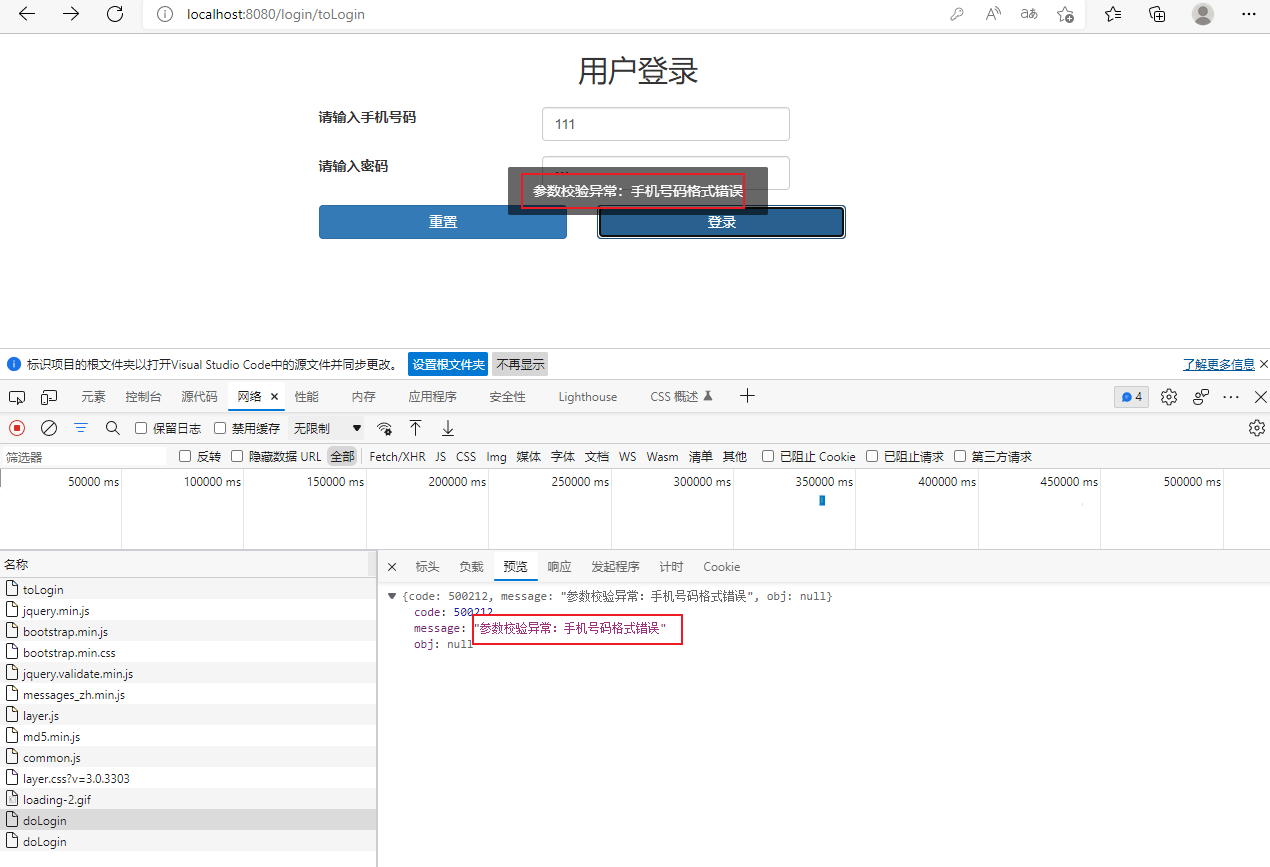 localhost:8080/login/toLogin
用户登录
请输入手机号码
111
请输入密码
参数校验异常：手机号码格式错误
重置
登录
标识项目的根文件夹以打开Visual Studio Code中的源文件并同步更改。 设置根文件夹 不再显示 了解更多信息
元素 控制台 源代码 网络 性能 内存 应用程序 安全性 Lighthouse CSS 概述 4
保留日志 禁用缓存 无限制
筛选器 反转 隐藏数据 URL 全部 Fetch/XHR JS CSS Img 媒体 字体 文档 WS Wasm 清单 其他 已阻止 Cookie 已阻止请求 第三方请求
50000 ms 100000 ms 150000 ms 200000 ms 250000 ms 300000 ms 350000 ms 400000 ms 450000 ms 500000 ms
名称
toLogin
jquery.min.js
bootstrap.min.js
bootstrap.min.css
jquery.validate.min.js
messages_zh.min.js
layer.js
md5.min.js
common.js
layer.css?v=3.0.3303
loading-2.gif
doLogin
doLogin
标头 负载 预览 响应 发起程序 计时 Cookie
{code: 500212, message: "参数校验异常：手机号码格式错误", obj: null}
code: 500212
message: "参数校验异常：手机号码格式错误"
obj: null